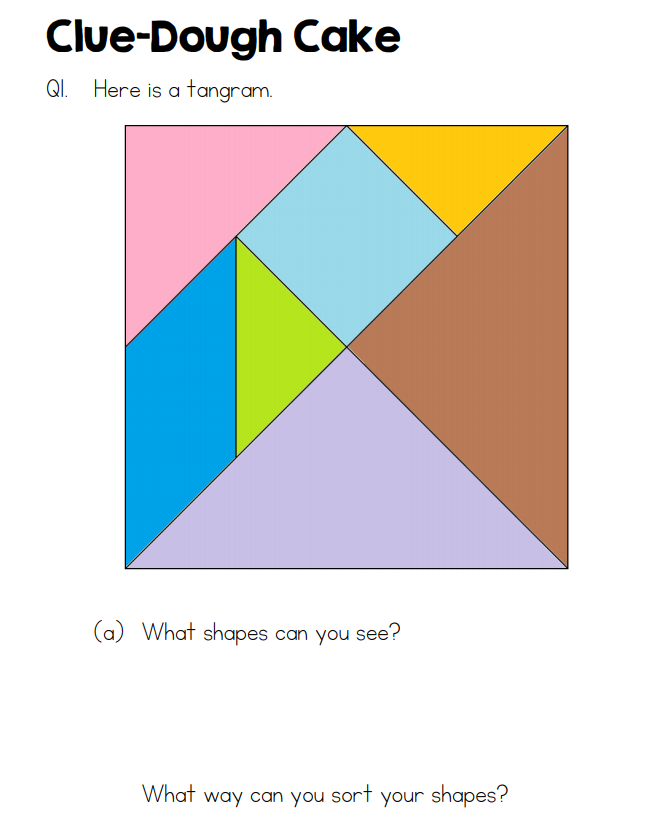 Clue-Dough Cake
Q1. Here is a tangram.
(a) What shapes can you see?
What way can you sort your shapes?